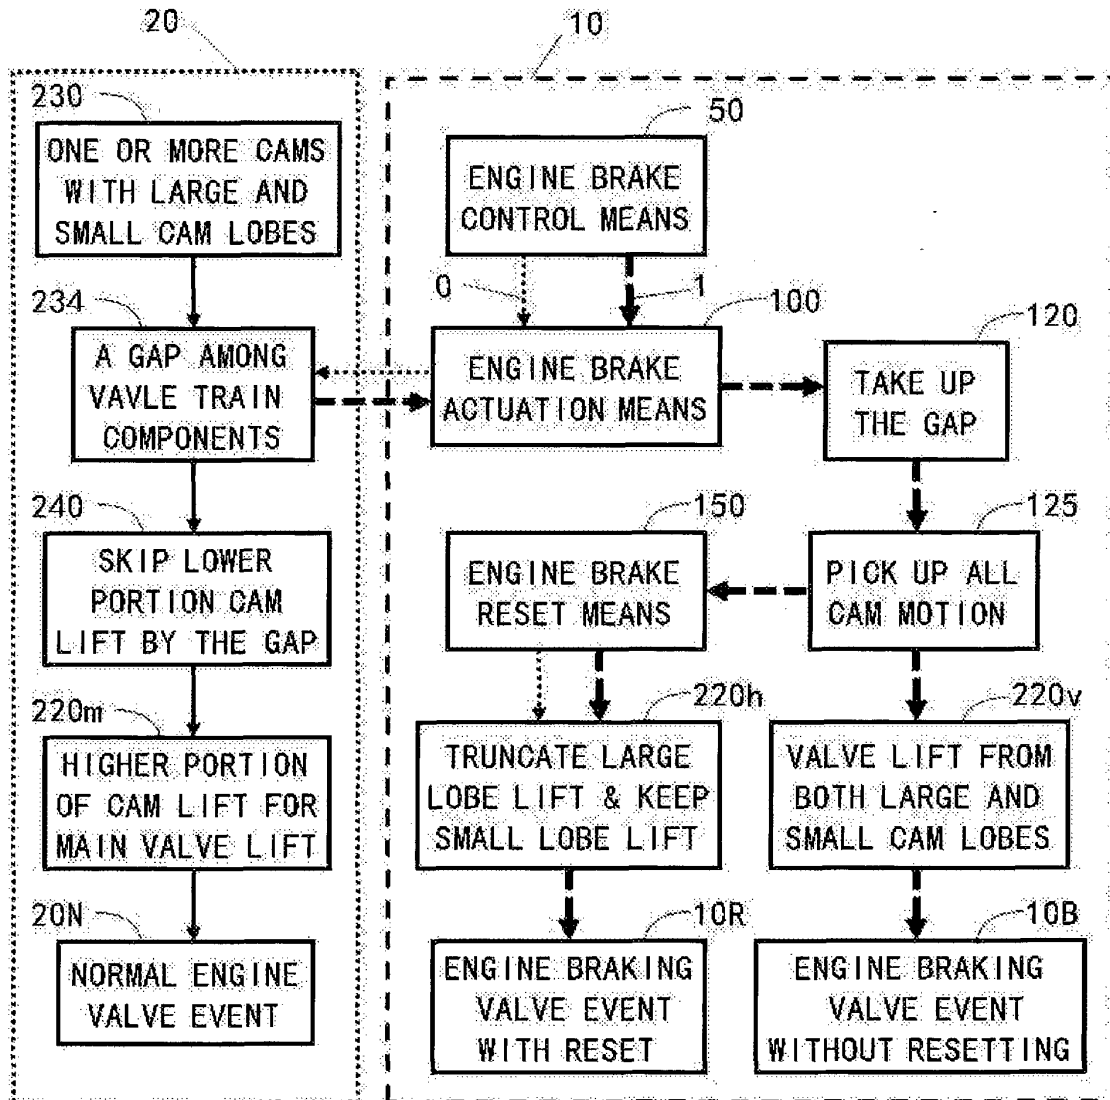 20
10
230
ONE OR MORE CAMS
WITH LARGE AND
SMALL CAM LOBES
50
ENGINE BRAKE
CONTROL MEANS
0
1
234
A GAP AMONG
VAVLE TRAIN
COMPONENTS
100
ENGINE BRAKE
ACTUATION MEANS
120
TAKE UP
THE GAP
240
SKIP LOWER
PORTION CAM
LIFT BY THE GAP
150
ENGINE BRAKE
RESET MEANS
125
PICK UP ALL
CAM MOTION
220m
HIGHER PORTION
OF CAM LIFT FOR
MAIN VALVE LIFT
220h
TRUNCATE LARGE
LOBE LIFT & KEEP
SMALL LOBE LIFT
220v
VALVE LIFT FROM
BOTH LARGE AND
SMALL CAM LOBES
20N
NORMAL ENGINE
VALVE EVENT
10R
ENGINE BRAKING
VALVE EVENT
WITH RESET
10B
ENGINE BRAKING
VALVE EVENT
WITHOUT RESETTING